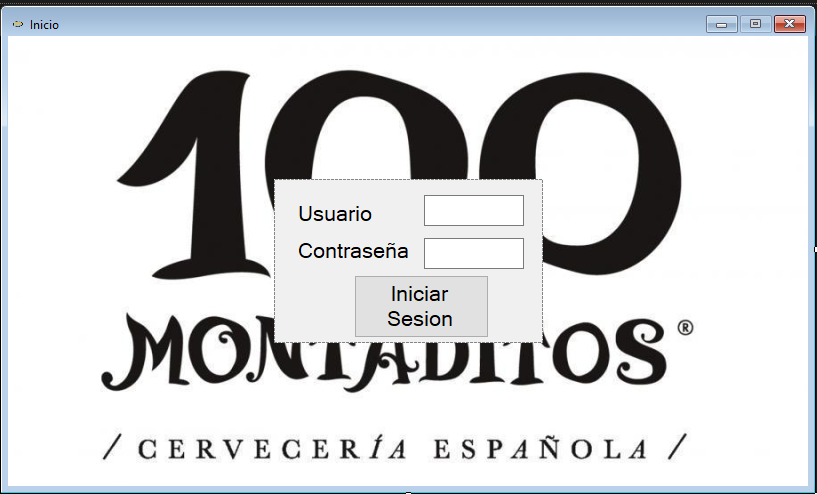 Inicio
100
Usuario
Contraseña
Iniciar
Sesion
MONTADITOS®
/ CERVECERÍA ESPAÑOLA /